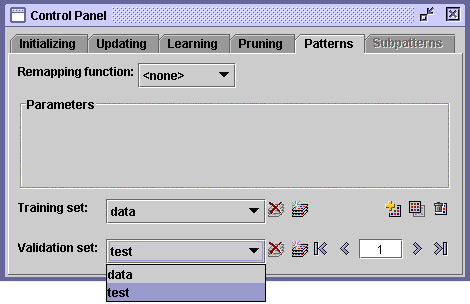 Control Panel
Initializing Updating Learning Pruning Patterns Subpatterns
Remapping function: <none>
Parameters
Training set: data
Validation set: test 1
data
test